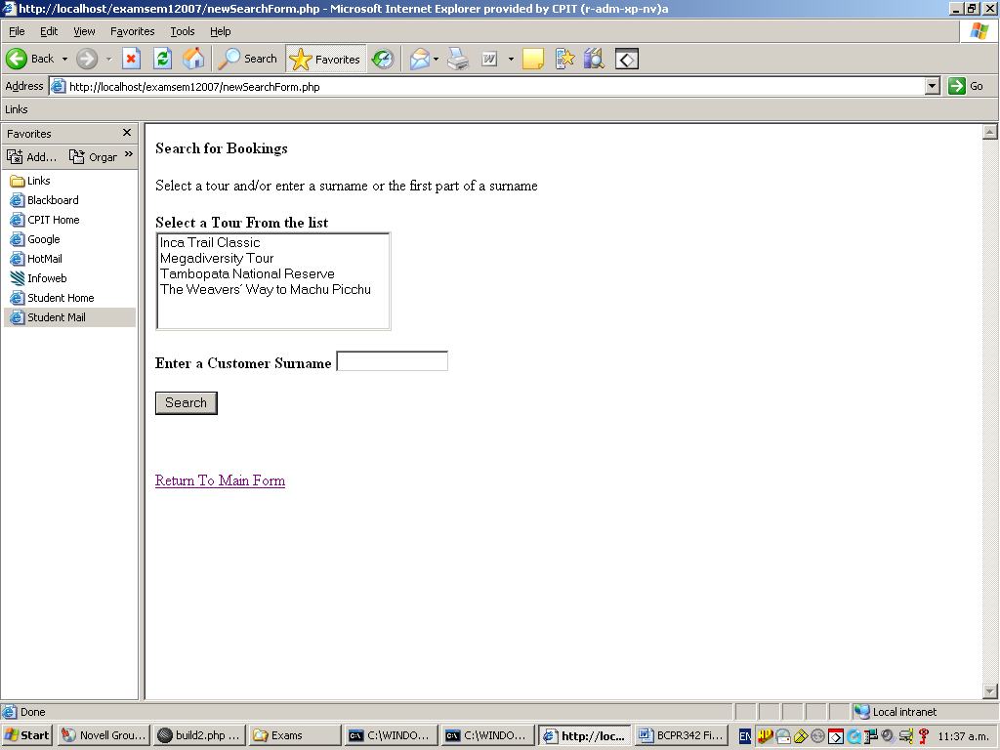 http://localhost/examsem12007/newSearchForm.php - Microsoft Internet Explorer provided by CPIT (r-adm-xp-nv)a
File Edit View Favorites Tools Help
Back Search Favorites
Address http://localhost/examsem12007/newSearchForm.php Go
Links
Favorites
Add... Organ
Links
Blackboard
CPIT Home
Google
HotMail
Infoweb
Student Home
Student Mail
Search for Bookings
Select a tour and/or enter a surname or the first part of a surname
Select a Tour From the list
Inca Trail Classic
Megadiversity Tour
Tambopata National Reserve
The Weavers´ Way to Machu Picchu
Enter a Customer Surname
Search
Return To Main Form
Done Local intranet
Start Novell Grou... build2.php ... Exams C:\WINDO... C:\WINDO... http://loc... BCPR342 Fi... EN 11:37 a.m.